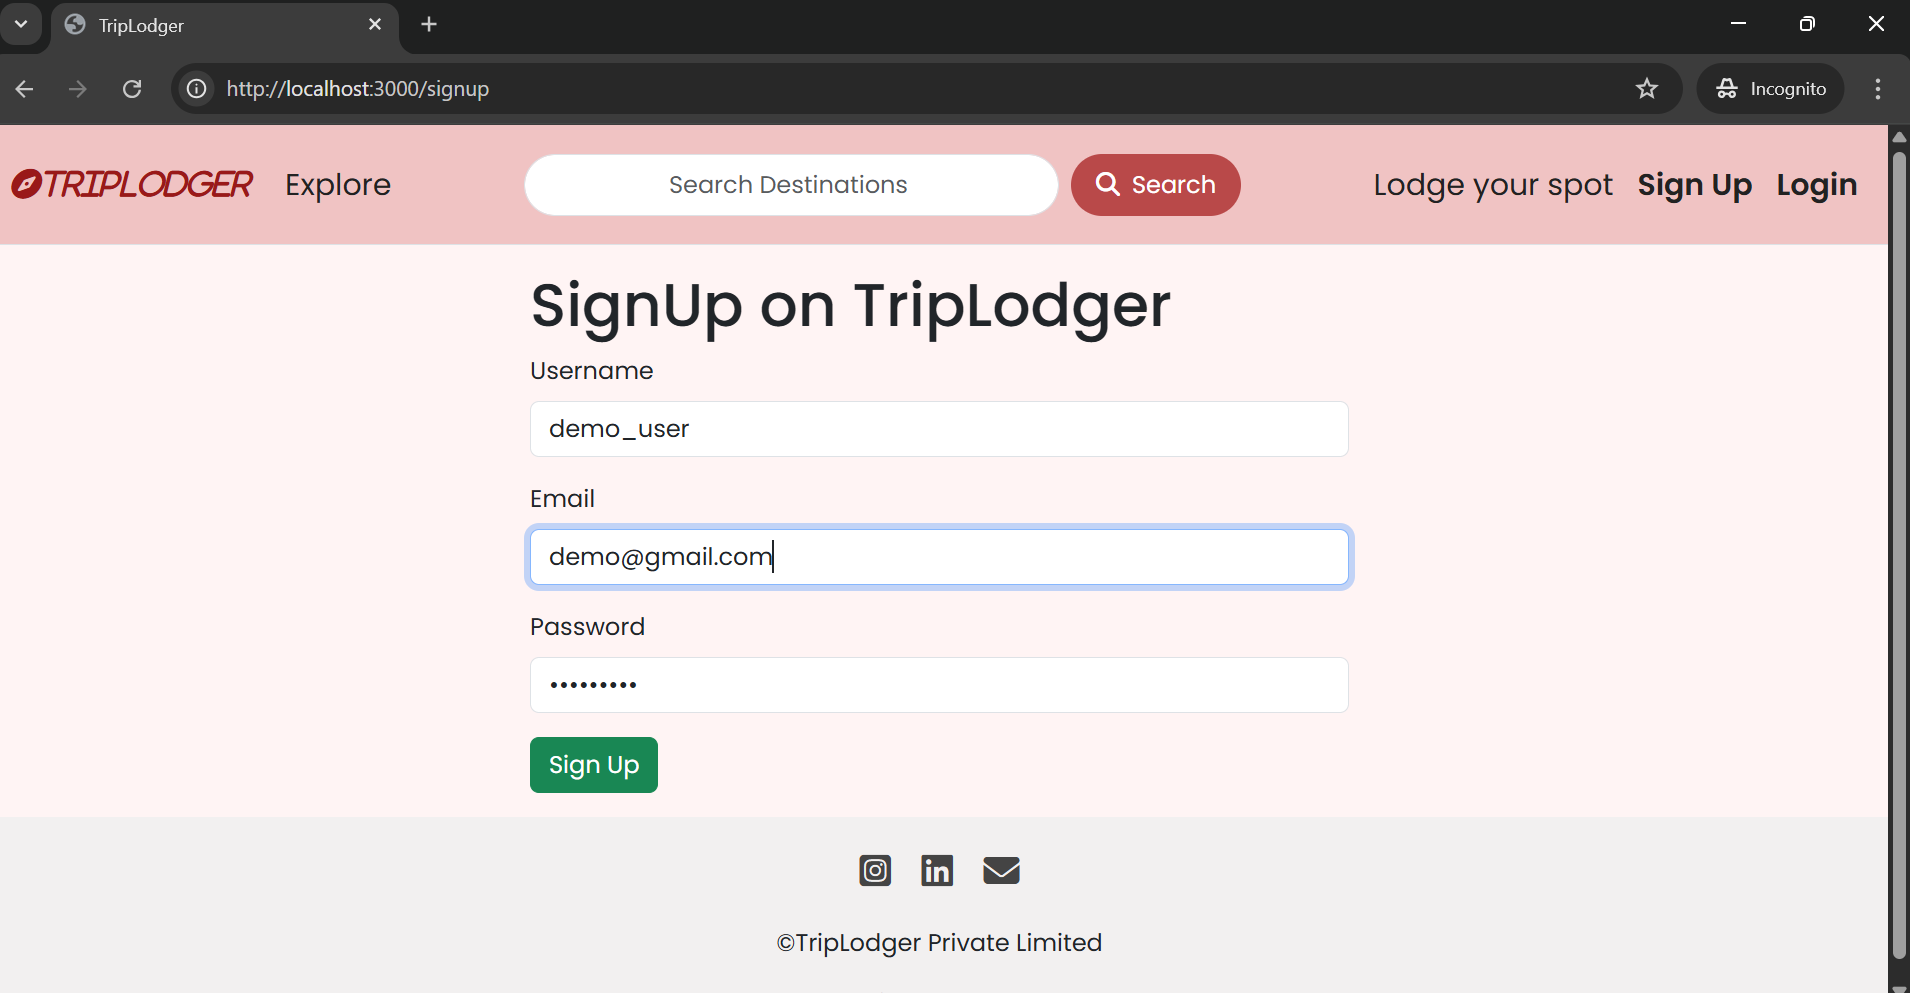 TripLodger
http://localhost:3000/signup
Incognito
TRIPLODGER Explore Search Destinations Search Lodge your spot Sign Up Login
SignUp on TripLodger
Username
demo_user
Email
demo@gmail.com
Password
•••••••••
Sign Up
in
©TripLodger Private Limited